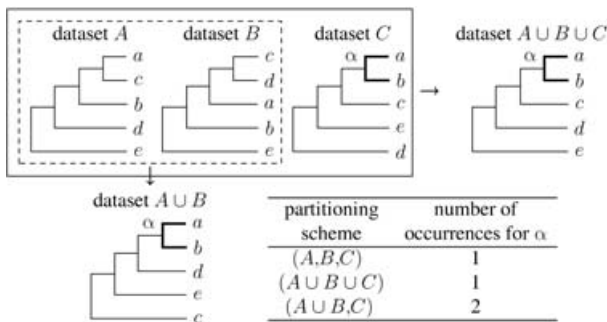 dataset A
dataset B
dataset C
dataset A ∪ B ∪ C
a
c
b
d
e
c
d
a
b
e
α
a
b
c
e
d
→
α
a
b
c
d
e
↓
dataset A ∪ B
α
a
b
d
e
c
partitioning scheme number of occurrences for α
(A,B,C) 1
(A ∪ B ∪ C) 1
(A ∪ B,C) 2